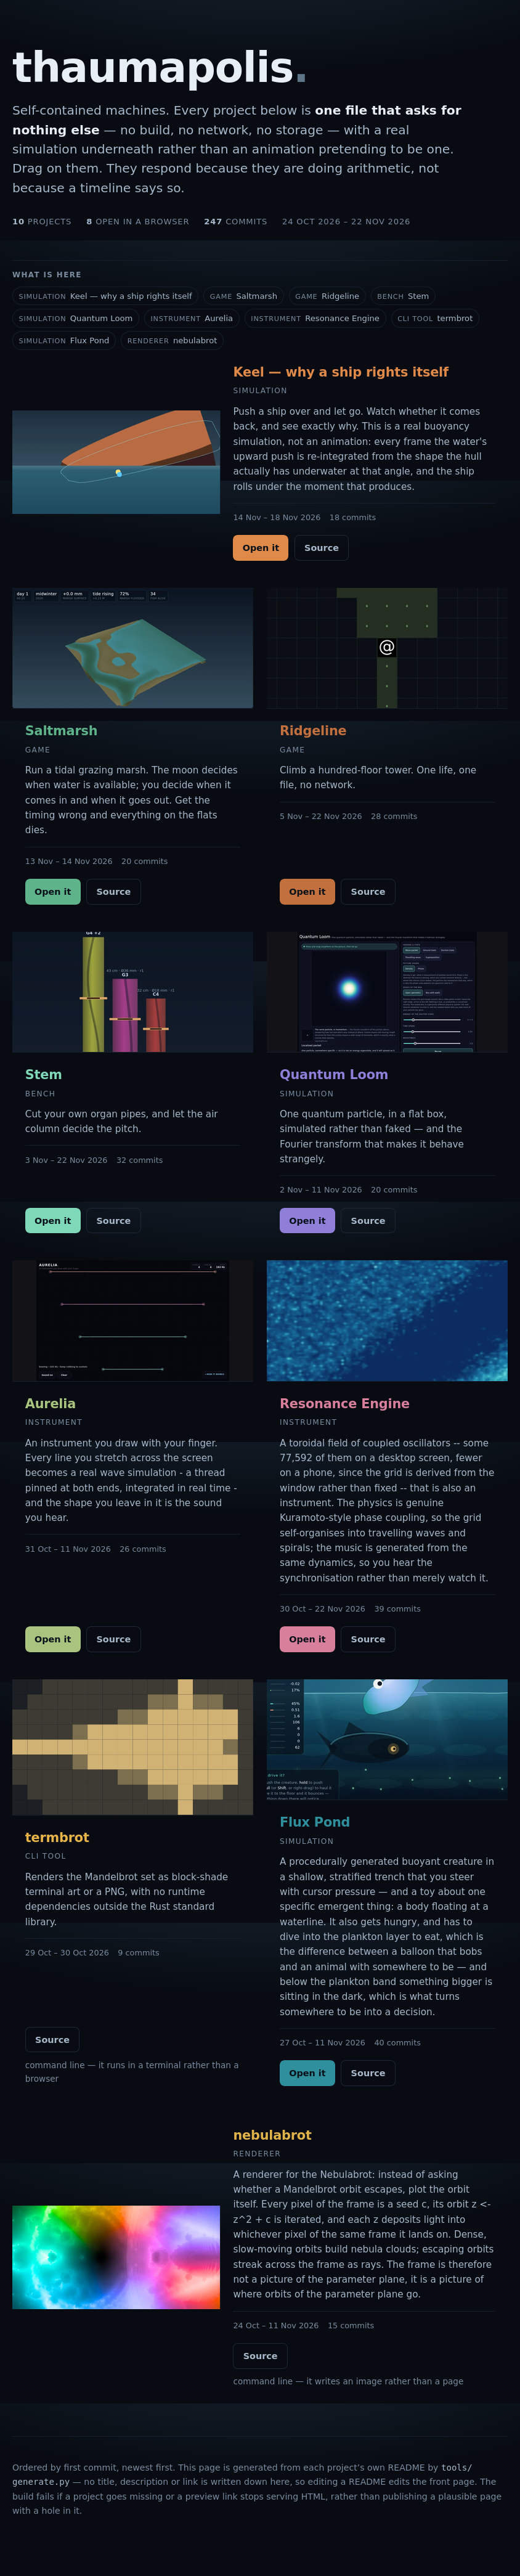 thaumapolis.
Self-contained machines. Every project below is one file that asks for
nothing else — no build, no network, no storage — with a real
simulation underneath rather than an animation pretending to be one.
Drag on them. They respond because they are doing arithmetic, not
because a timeline says so.
10 PROJECTS 8 OPEN IN A BROWSER 247 COMMITS 24 OCT 2026 – 22 NOV 2026
WHAT IS HERE
SIMULATION Keel — why a ship rights itself GAME Saltmarsh GAME Ridgeline BENCH Stem
SIMULATION Quantum Loom INSTRUMENT Aurelia INSTRUMENT Resonance Engine CLI TOOL termbrot
SIMULATION Flux Pond RENDERER nebulabrot
Keel — why a ship rights itself
SIMULATION
Push a ship over and let go. Watch whether it comes
back, and see exactly why. This is a real buoyancy
simulation, not an animation: every frame the water's
upward push is re-integrated from the shape the hull
actually has underwater at that angle, and the ship
rolls under the moment that produces.
14 Nov – 18 Nov 2026 18 commits
Open it Source
day 1 midwinter +0.0 mm tide rising 72% 34
Saltmarsh
GAME
Run a tidal grazing marsh. The moon decides
when water is available; you decide when it
comes in and when it goes out. Get the
timing wrong and everything on the flats
dies.
13 Nov – 14 Nov 2026 20 commits
Open it Source
@
Ridgeline
GAME
Climb a hundred-floor tower. One life, one
file, no network.
5 Nov – 22 Nov 2026 28 commits
Open it Source
G3
C4
Stem
BENCH
Cut your own organ pipes, and let the air
column decide the pitch.
3 Nov – 22 Nov 2026 32 commits
Open it Source
Quantum Loom
Quantum Loom
SIMULATION
One quantum particle, in a flat box,
simulated rather than faked — and the
Fourier transform that makes it behave
strangely.
2 Nov – 11 Nov 2026 20 commits
Open it Source
AURELIA
Aurelia
INSTRUMENT
An instrument you draw with your finger.
Every line you stretch across the screen
becomes a real wave simulation - a thread
pinned at both ends, integrated in real time -
and the shape you leave in it is the sound
you hear.
31 Oct – 11 Nov 2026 26 commits
Open it Source
Resonance Engine
INSTRUMENT
A toroidal field of coupled oscillators -- some
77,592 of them on a desktop screen, fewer
on a phone, since the grid is derived from the
window rather than fixed -- that is also an
instrument. The physics is genuine
Kuramoto-style phase coupling, so the grid
self-organises into travelling waves and
spirals; the music is generated from the
same dynamics, so you hear the
synchronisation rather than merely watch it.
30 Oct – 22 Nov 2026 39 commits
Open it Source
termbrot
CLI TOOL
Renders the Mandelbrot set as block-shade
terminal art or a PNG, with no runtime
dependencies outside the Rust standard
library.
29 Oct – 30 Oct 2026 9 commits
Source
command line — it runs in a terminal rather than a
browser
Flux Pond
SIMULATION
A procedurally generated buoyant creature in
a shallow, stratified trench that you steer
with cursor pressure — and a toy about one
specific emergent thing: a body floating at a
waterline. It also gets hungry, and has to
dive into the plankton layer to eat, which is
the difference between a balloon that bobs
and an animal with somewhere to be — and
below the plankton band something bigger is
sitting in the dark, which is what turns
somewhere to be into a decision.
27 Oct – 11 Nov 2026 40 commits
Open it Source
nebulabrot
RENDERER
A renderer for the Nebulabrot: instead of asking
whether a Mandelbrot orbit escapes, plot the orbit
itself. Every pixel of the frame is a seed c, its orbit z <-
z^2 + c is iterated, and each z deposits light into
whichever pixel of the same frame it lands on. Dense,
slow-moving orbits build nebula clouds; escaping orbits
streak across the frame as rays. The frame is therefore
not a picture of the parameter plane, it is a picture of
where orbits of the parameter plane go.
24 Oct – 11 Nov 2026 15 commits
Source
command line — it writes an image rather than a page
Ordered by first commit, newest first. This page is generated from each project's own README by tools/
generate.py — no title, description or link is written down here, so editing a README edits the front page. The
build fails if a project goes missing or a preview link stops serving HTML, rather than publishing a plausible page
with a hole in it.